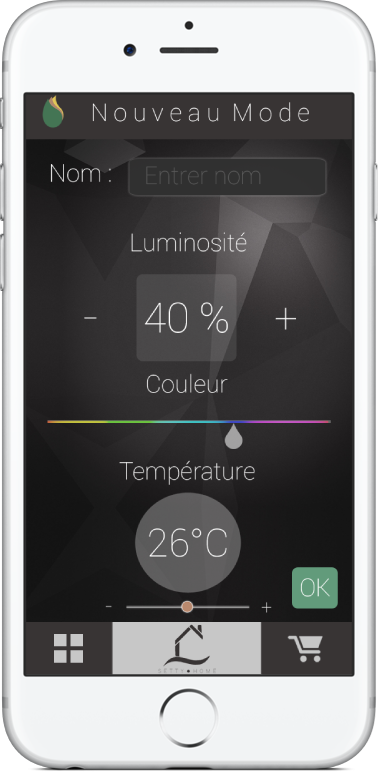 Nouveau Mode
Nom :
Entrer nom
Luminosité
- 40 % +
Couleur
Température
26°C
OK
- +